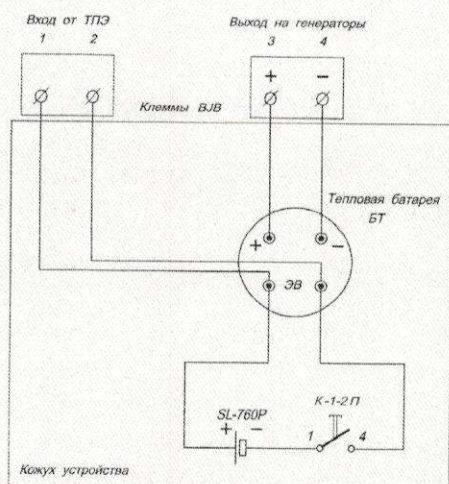 Вход от ТПЭ
Выход на генераторы
1 2
3 4
+ −
Клеммы BJB
Тепловая батарея
БТ
+ −
ЭВ
SL-760P
К-1-2 П
+ −
1 4
Кожух устройства